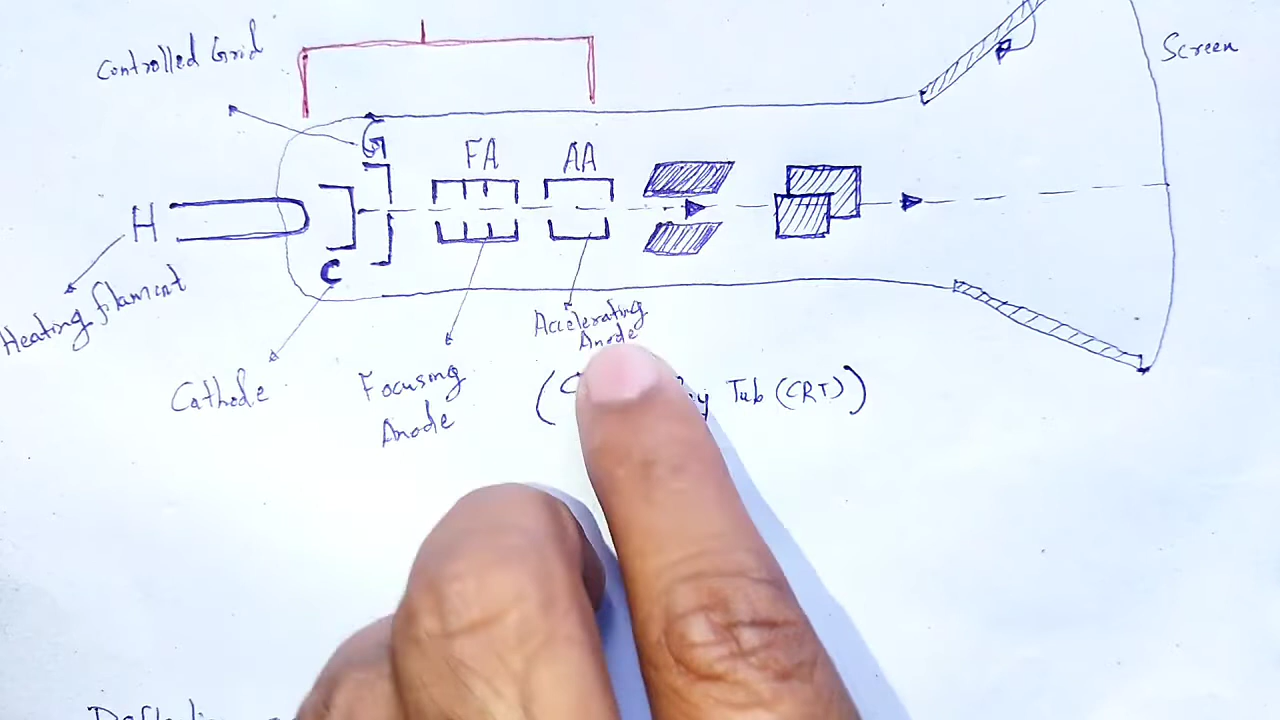 Controlled Grid
Screen
G
FA
AA
H
C
Heating filament
Cathode
Focusing
Anode
Accelerating
Anode
Tub (CRT))